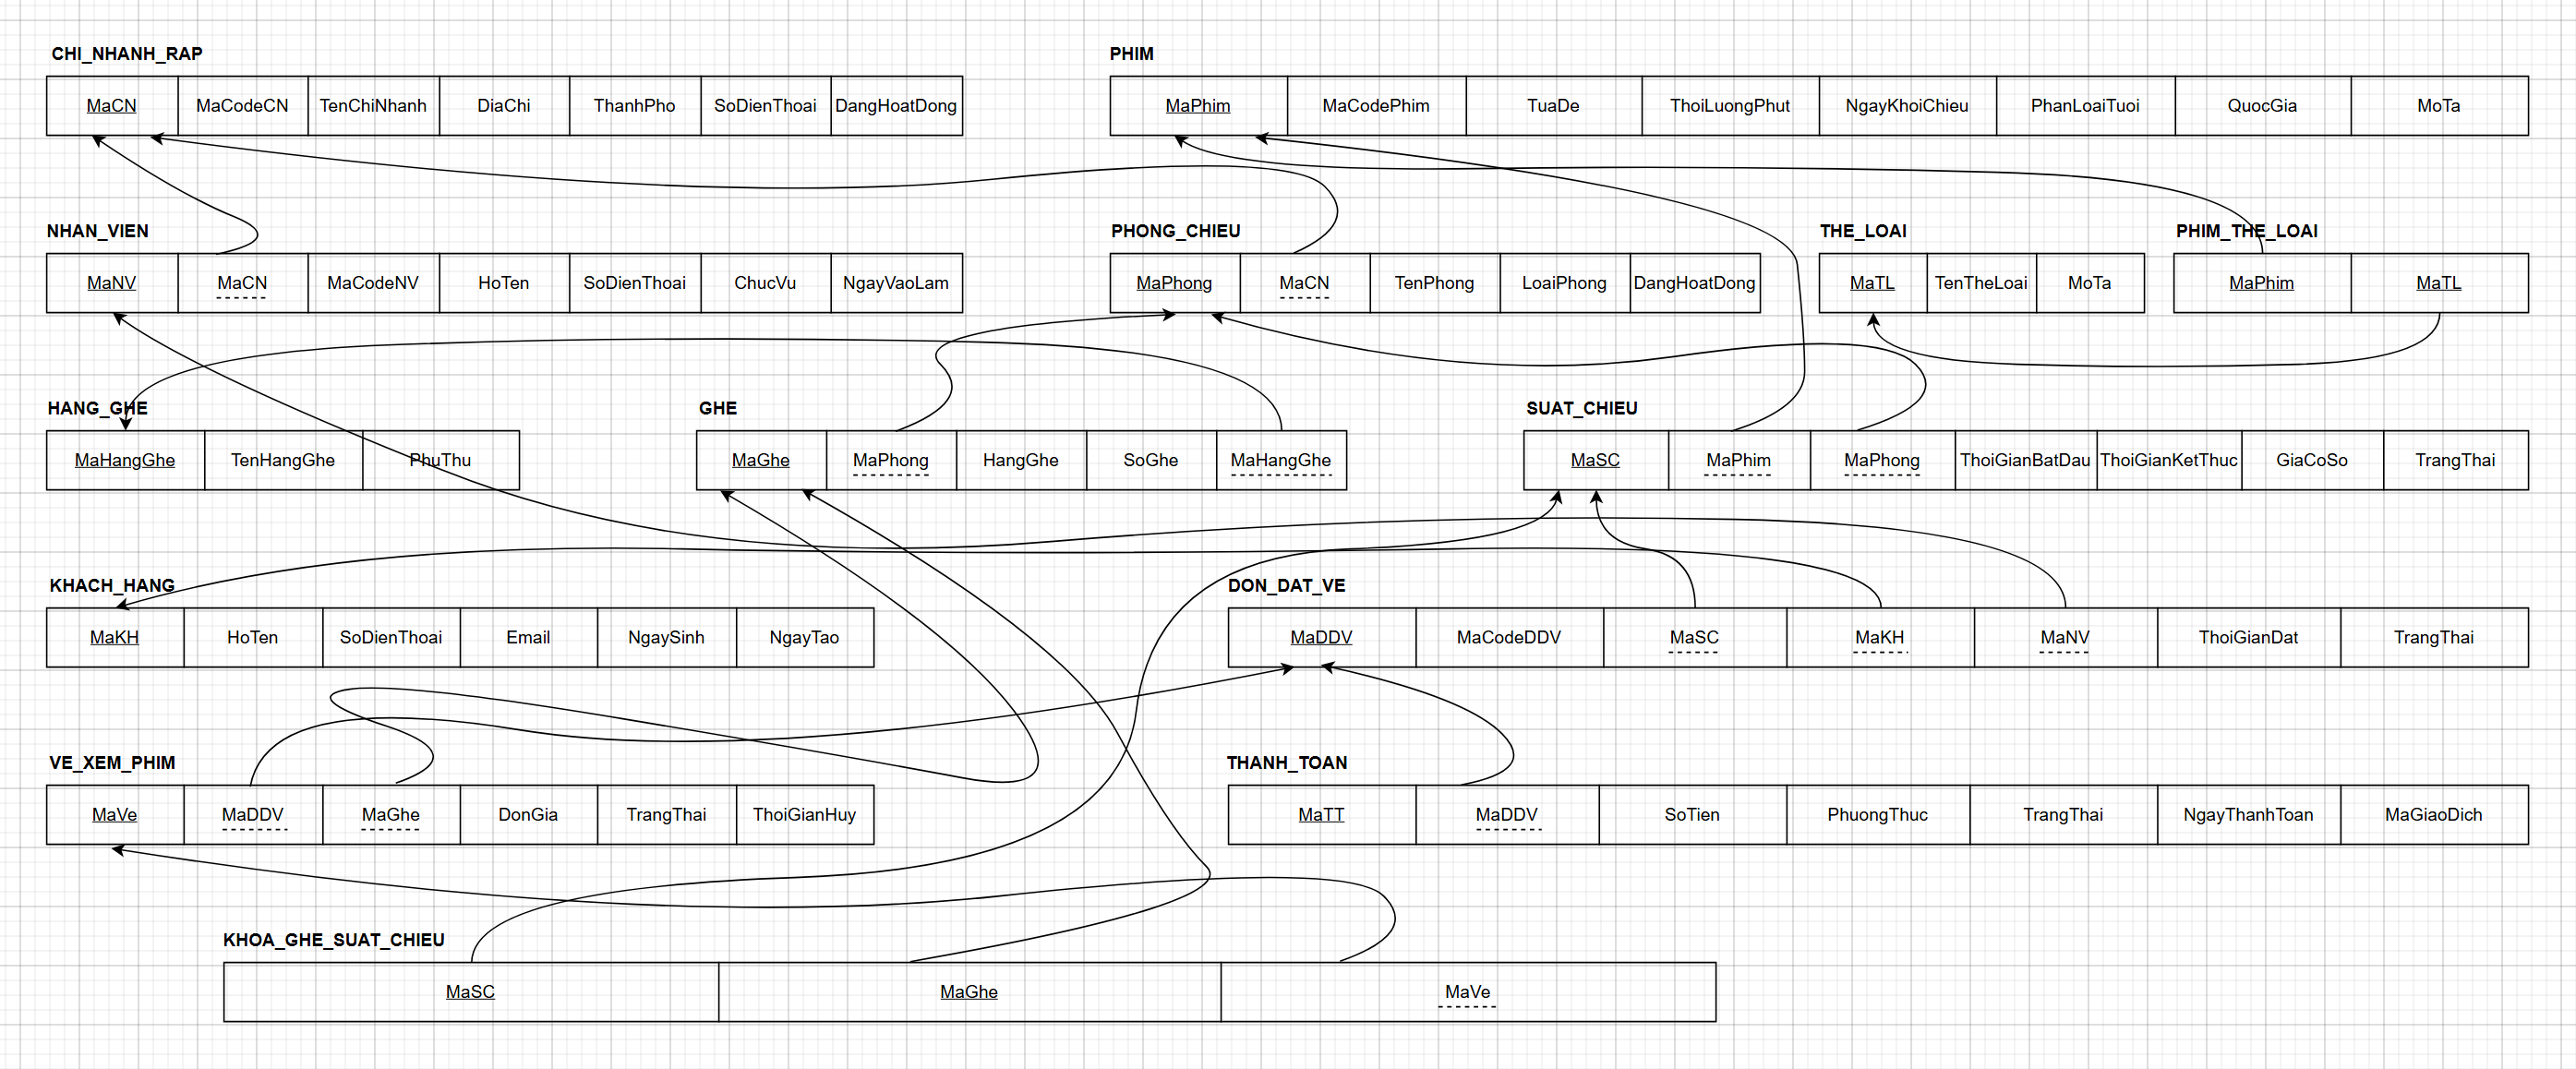 CHI_NHANH_RAP
MaCN MaCodeCN TenChiNhanh DiaChi ThanhPho SoDienThoai DangHoatDong
PHIM
MaPhim MaCodePhim TuaDe ThoiLuongPhut NgayKhoiChieu PhanLoaiTuoi QuocGia MoTa
NHAN_VIEN
MaNV MaCN MaCodeNV HoTen SoDienThoai ChucVu NgayVaoLam
PHONG_CHIEU
MaPhong MaCN TenPhong LoaiPhong DangHoatDong
THE_LOAI
MaTL TenTheLoai MoTa
PHIM_THE_LOAI
MaPhim MaTL
HANG_GHE
MaHangGhe TenHangGhe PhuThu
GHE
MaGhe MaPhong HangGhe SoGhe MaHangGhe
SUAT_CHIEU
MaSC MaPhim MaPhong ThoiGianBatDau ThoiGianKetThuc GiaCoSo TrangThai
KHACH_HANG
MaKH HoTen SoDienThoai Email NgaySinh NgayTao
DON_DAT_VE
MaDDV MaCodeDDV MaSC MaKH MaNV ThoiGianDat TrangThai
VE_XEM_PHIM
MaVe MaDDV MaGhe DonGia TrangThai ThoiGianHuy
THANH_TOAN
MaTT MaDDV SoTien PhuongThuc TrangThai NgayThanhToan MaGiaoDich
KHOA_GHE_SUAT_CHIEU
MaSC MaGhe MaVe